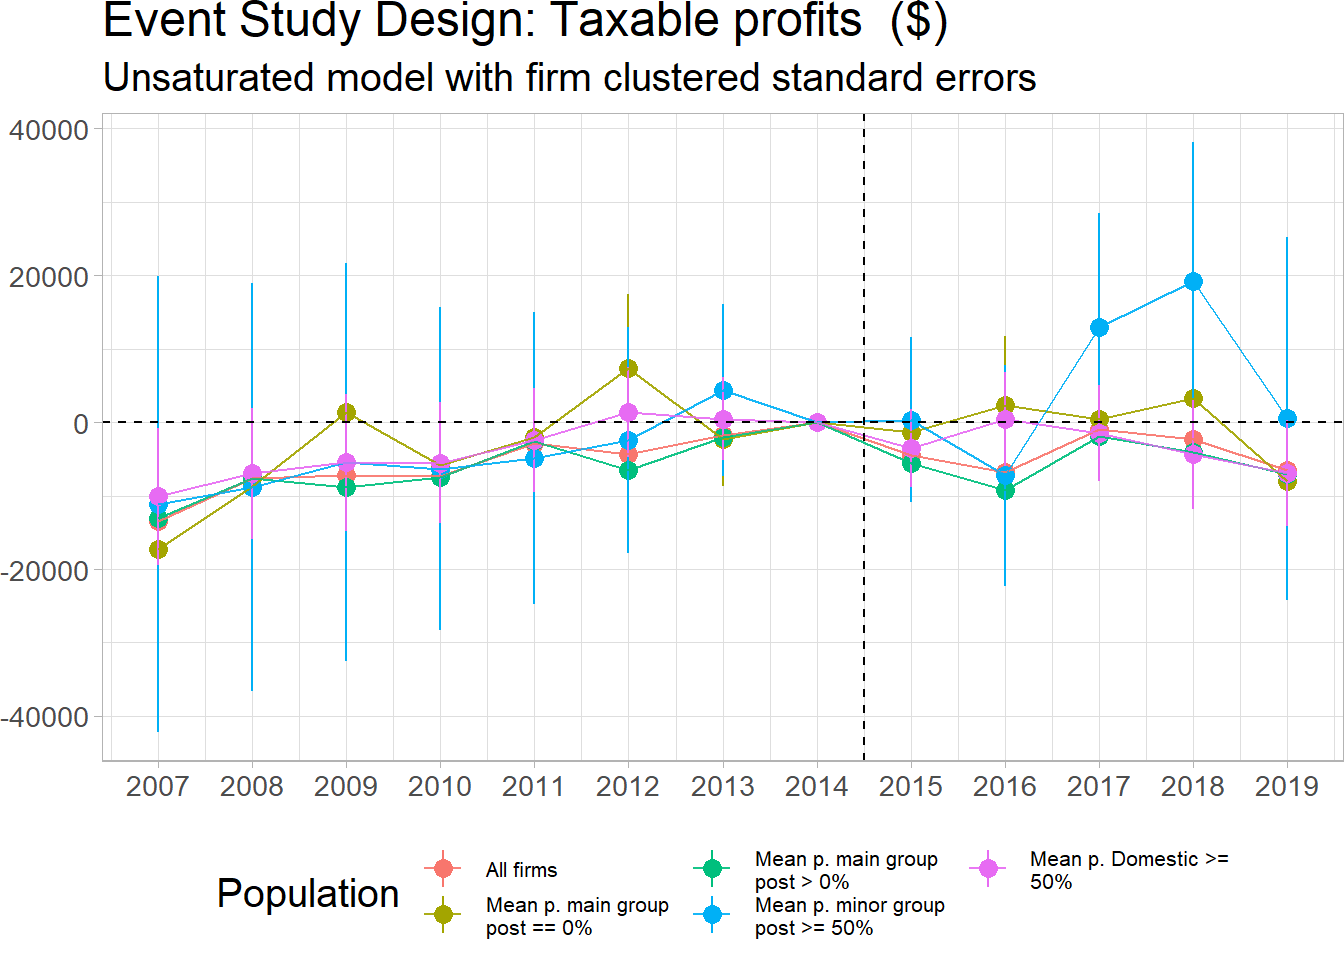 Event Study Design: Taxable profits  ($)
Unsaturated model with firm clustered standard errors
40000
20000
0
-20000
-40000
2007 2008 2009 2010 2011 2012 2013 2014 2015 2016 2017 2018 2019
Population
All firms
Mean p. main group
post == 0%
Mean p. main group
post > 0%
Mean p. minor group
post >= 50%
Mean p. Domestic >=
50%